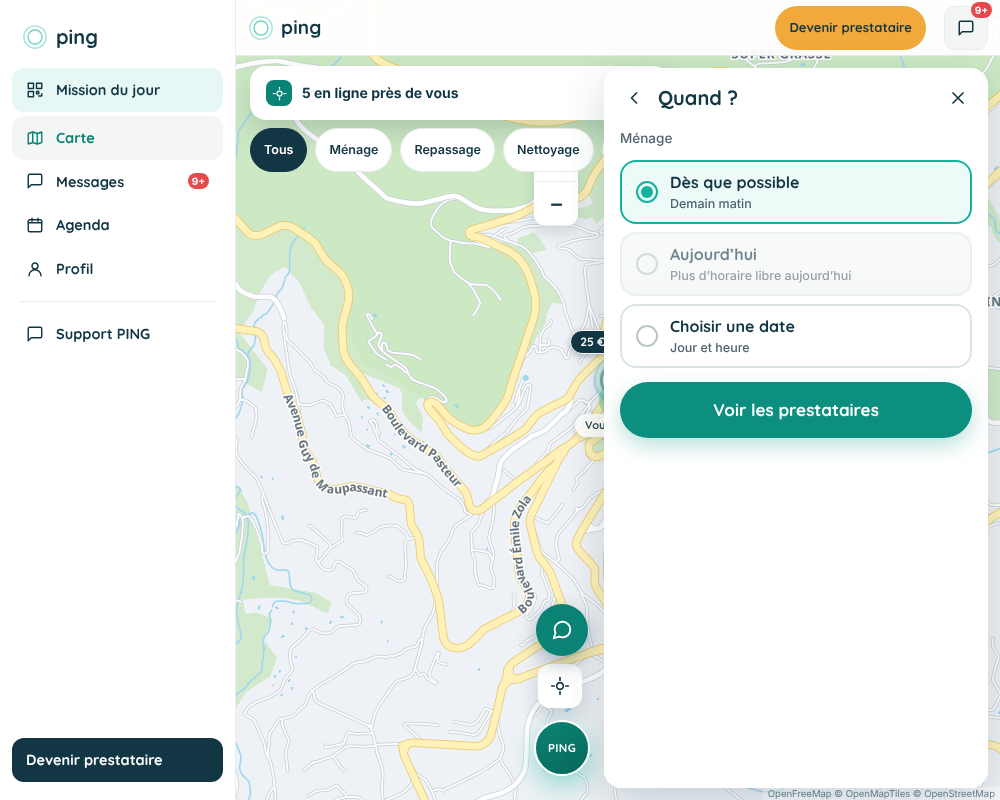 ping
Mission du jour
Carte
Messages
9+
Agenda
Profil
Support PING
Devenir prestataire
ping
Devenir prestataire
9+
5 en ligne près de vous
Tous
Ménage
Repassage
Nettoyage
−
25 €
Vou
Avenue Guy de Maupassant
Boulevard Pasteur
Boulevard Émile Zola
PING
Quand ?
Ménage
Dès que possible
Demain matin
Aujourd’hui
Plus d’horaire libre aujourd’hui
Choisir une date
Jour et heure
Voir les prestataires
IN
OpenFreeMap © OpenMapTiles © OpenStreetMap